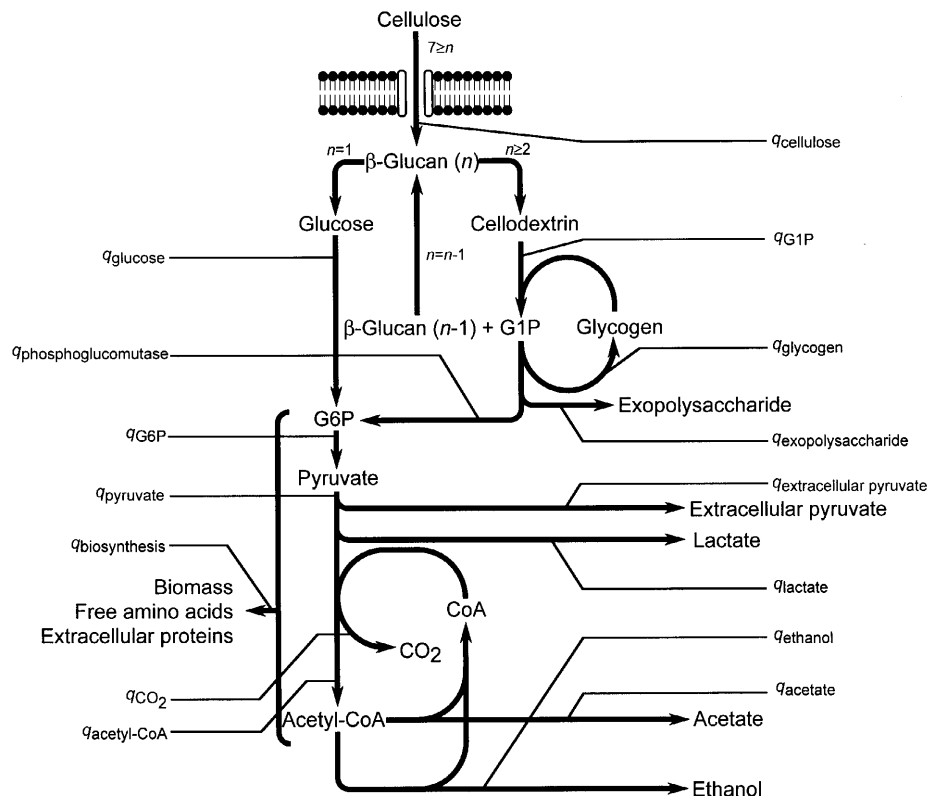 Cellulose
7≥n
qcellulose
n=1
β-Glucan (n)
n≥2
Glucose
Cellodextrin
qG1P
qglucose
n=n-1
β-Glucan (n-1) + G1P
Glycogen
qphosphoglucomutase
qglycogen
Exopolysaccharide
G6P
qG6P
qexopolysaccharide
Pyruvate
qpyruvate
qextracellular pyruvate
Extracellular pyruvate
Lactate
qbiosynthesis
qlactate
Biomass
Free amino acids
Extracellular proteins
CoA
qethanol
CO2
qCO2
qacetate
Acetyl-CoA
Acetate
qacetyl-CoA
Ethanol